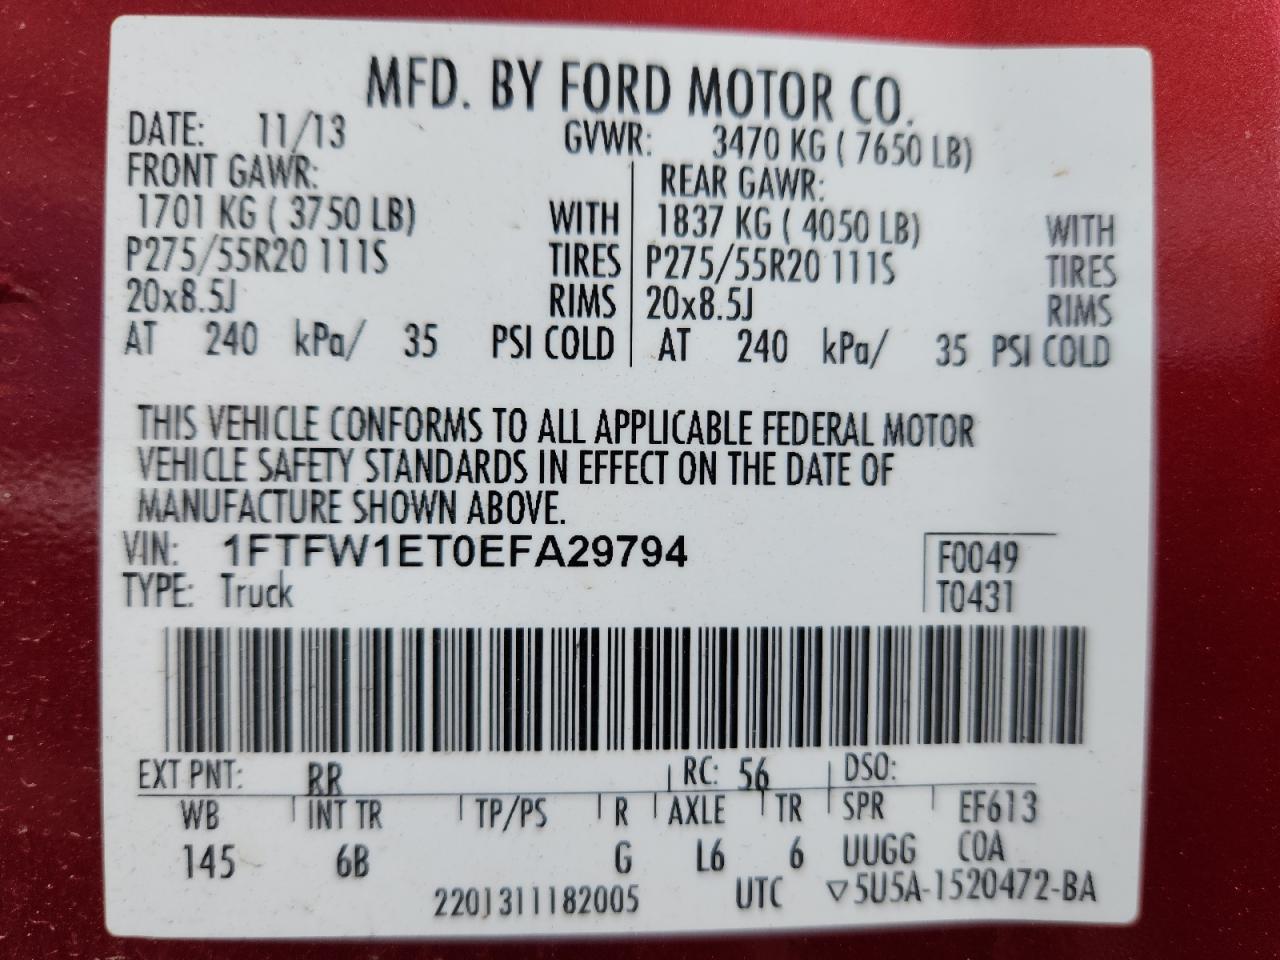 MFD. BY FORD MOTOR CO.
DATE: 11/13 GVWR: 3470 KG ( 7650 LB)
FRONT GAWR: REAR GAWR:
1701 KG ( 3750 LB) WITH 1837 KG ( 4050 LB) WITH
P275/55R20 111S TIRES P275/55R20 111S TIRES
20x8.5J RIMS 20x8.5J RIMS
AT 240 kPa/ 35 PSI COLD AT 240 kPa/ 35 PSI COLD
THIS VEHICLE CONFORMS TO ALL APPLICABLE FEDERAL MOTOR
VEHICLE SAFETY STANDARDS IN EFFECT ON THE DATE OF
MANUFACTURE SHOWN ABOVE.
VIN: 1FTFW1ET0EFA29794 F0049
TYPE: Truck T0431
EXT PNT: RR RC: 56 DSO:
WB INT TR TP/PS R AXLE TR SPR EF613
145 6B G L6 6 UUGG COA
2201311182005 UTC ▽5U5A-1520472-BA